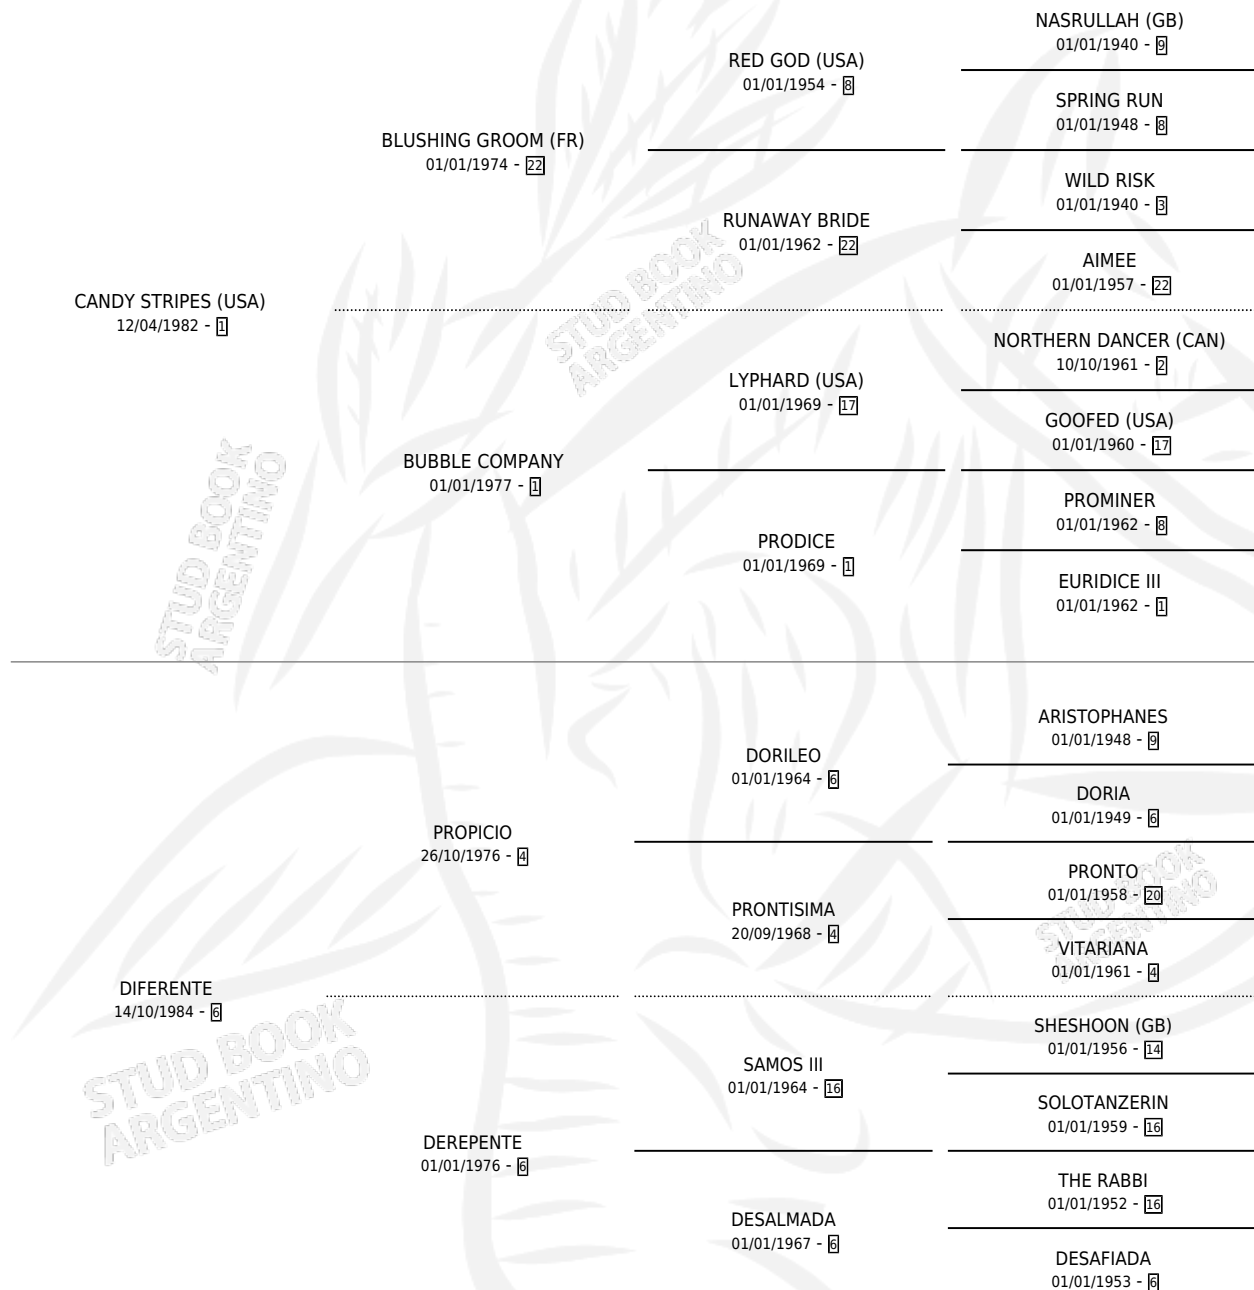 NASRULLAH (GB)
01/01/1940 - 9
RED GOD (USA)
01/01/1954 - 8
SPRING RUN
01/01/1948 - 8
BLUSHING GROOM (FR)
01/01/1974 - 22
WILD RISK
01/01/1940 - 3
RUNAWAY BRIDE
01/01/1962 - 22
AIMEE
01/01/1957 - 22
CANDY STRIPES (USA)
12/04/1982 - 1
STUD BOOK
ARGENTINO
NORTHERN DANCER (CAN)
10/10/1961 - 2
LYPHARD (USA)
01/01/1969 - 17
GOOFED (USA)
01/01/1960 - 17
BUBBLE COMPANY
01/01/1977 - 1
STUD BOOK
ARGENTINO
PROMINER
01/01/1962 - 8
PRODICE
01/01/1969 - 1
EURIDICE III
01/01/1962 - 1
ARISTOPHANES
01/01/1948 - 9
DORILEO
01/01/1964 - 6
DORIA
01/01/1949 - 6
PROPICIO
26/10/1976 - 4
PRONTO
01/01/1958 - 20
STUD BOOK
ARGENTINO
PRONTISIMA
20/09/1968 - 4
VITARIANA
01/01/1961 - 4
DIFERENTE
14/10/1984 - 6
STUD BOOK
ARGENTINO
SHESHOON (GB)
01/01/1956 - 14
SAMOS III
01/01/1964 - 16
SOLOTANZERIN
01/01/1959 - 16
DEREPENTE
01/01/1976 - 6
THE RABBI
01/01/1952 - 16
DESALMADA
01/01/1967 - 6
DESAFIADA
01/01/1953 - 6